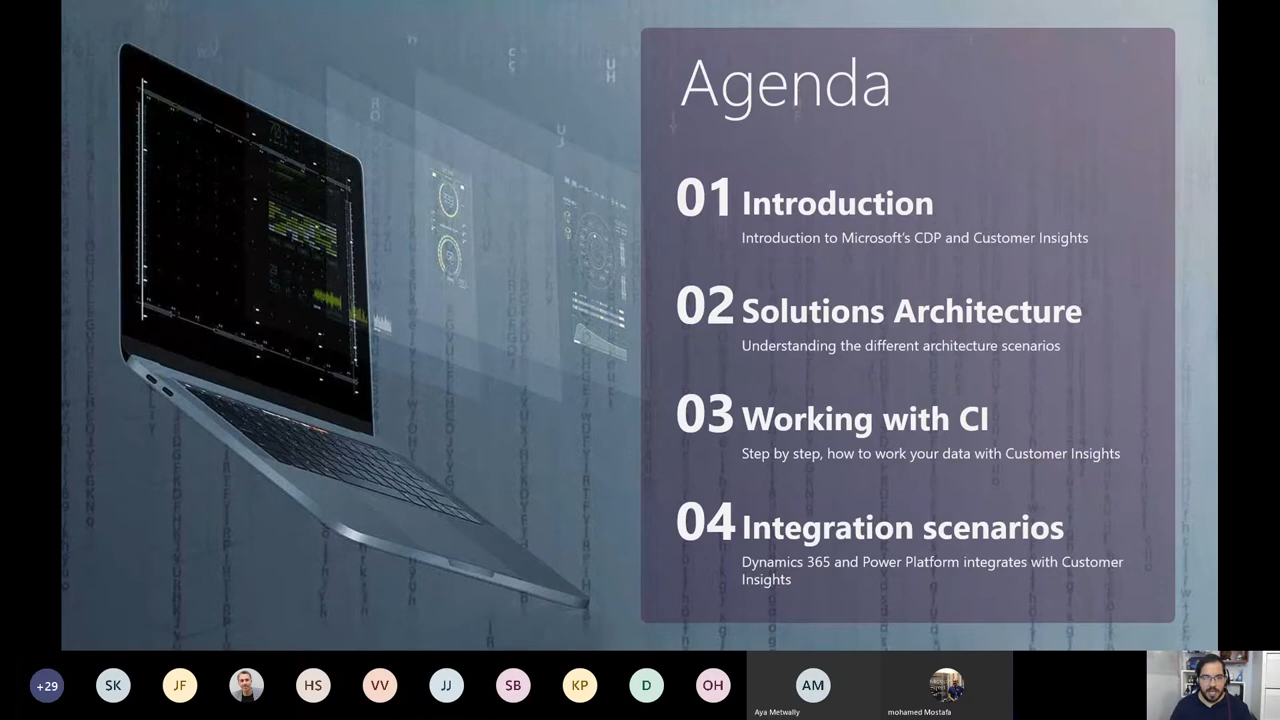 Agenda
01 Introduction
Introduction to Microsoft's CDP and Customer Insights
02 Solutions Architecture
Understanding the different architecture scenarios
03 Working with CI
Step by step, how to work your data with Customer Insights
04 Integration scenarios
Dynamics 365 and Power Platform integrates with Customer
Insights
+29 SK JF HS VV JJ SB KP D OH AM
Aya Metwally mohamed Mostafa